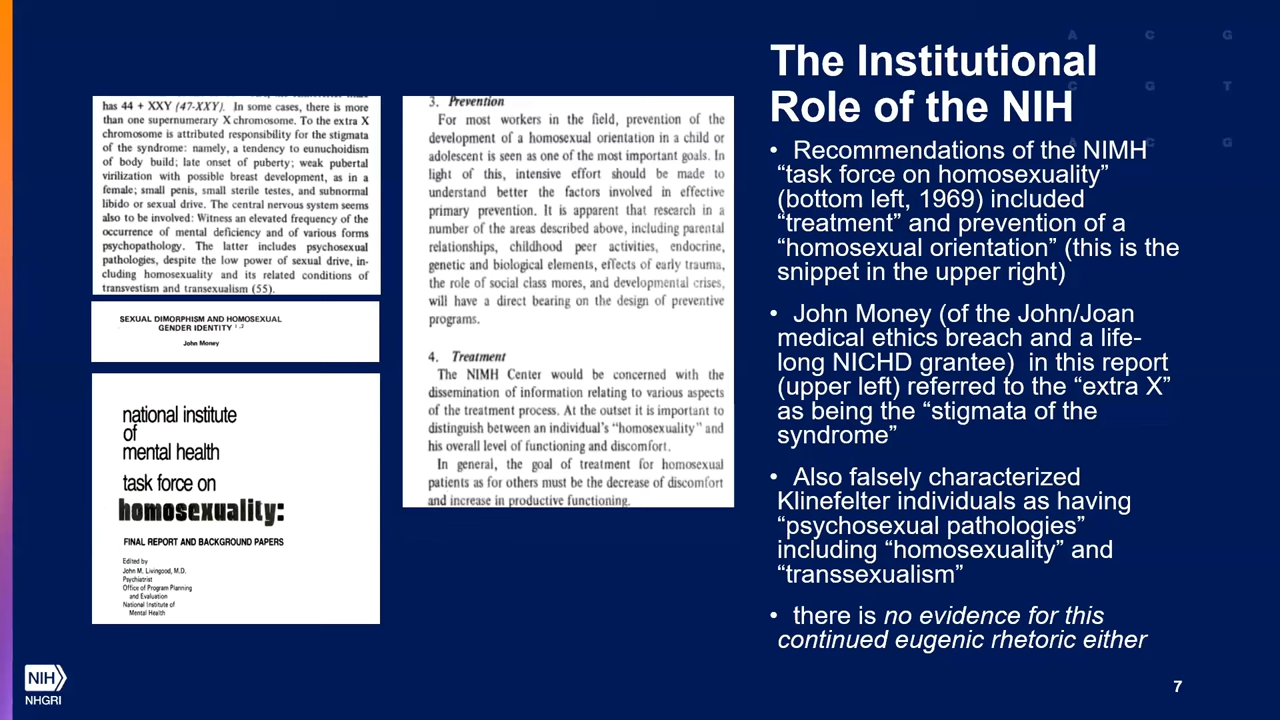 has 44 + XXY (47-XXY). In some cases, there is more
than one supernumerary X chromosome. To the extra X
chromosome is attributed responsibility for the stigmata
of the syndrome: namely, a tendency to eunuchoidism
of body build; late onset of puberty; weak pubertal
virilization with possible breast development, as in a
female; small penis, small sterile testes, and subnormal
libido or sexual drive. The central nervous system seems
also to be involved: Witness an elevated frequency of the
occurrence of mental deficiency and of various forms
psychopathology. The latter includes psychosexual
pathologies, despite the low power of sexual drive, in-
cluding homosexuality and its related conditions of
transvestism and transexualism (55).
SEXUAL DIMORPHISM AND HOMOSEXUAL
GENDER IDENTITY 1,2
John Money
national institute
of
mental health
task force on
homosexuality:
FINAL REPORT AND BACKGROUND PAPERS
Edited by
John M. Livingood, M.D.
Psychiatrist
Office of Program Planning
and Evaluation
National Institute of
Mental Health
3. Prevention
For most workers in the field, prevention of the
development of a homosexual orientation in a child or
adolescent is seen as one of the most important goals. In
light of this, intensive effort should be made to
understand better the factors involved in effective
primary prevention. It is apparent that research in a
number of the areas described above, including parental
relationships, childhood peer activities, endocrine,
genetic and biological elements, effects of early trauma,
the role of social class mores, and developmental crises,
will have a direct bearing on the design of preventive
programs.
4. Treatment
The NIMH Center would be concerned with the
dissemination of information relating to various aspects
of the treatment process. At the outset it is important to
distinguish between an individual's “homosexuality” and
his overall level of functioning and discomfort.
In general, the goal of treatment for homosexual
patients as for others must be the decrease of discomfort
and increase in productive functioning.
The Institutional
Role of the NIH
• Recommendations of the NIMH
“task force on homosexuality”
(bottom left, 1969) included
“treatment” and prevention of a
“homosexual orientation” (this is the
snippet in the upper right)
• John Money (of the John/Joan
medical ethics breach and a life-
long NICHD grantee) in this report
(upper left) referred to the “extra X”
as being the “stigmata of the
syndrome”
• Also falsely characterized
Klinefelter individuals as having
“psychosexual pathologies”
including “homosexuality” and
“transsexualism”
• there is no evidence for this
continued eugenic rhetoric either
A C G
C G T
A C
NIH
NHGRI
7